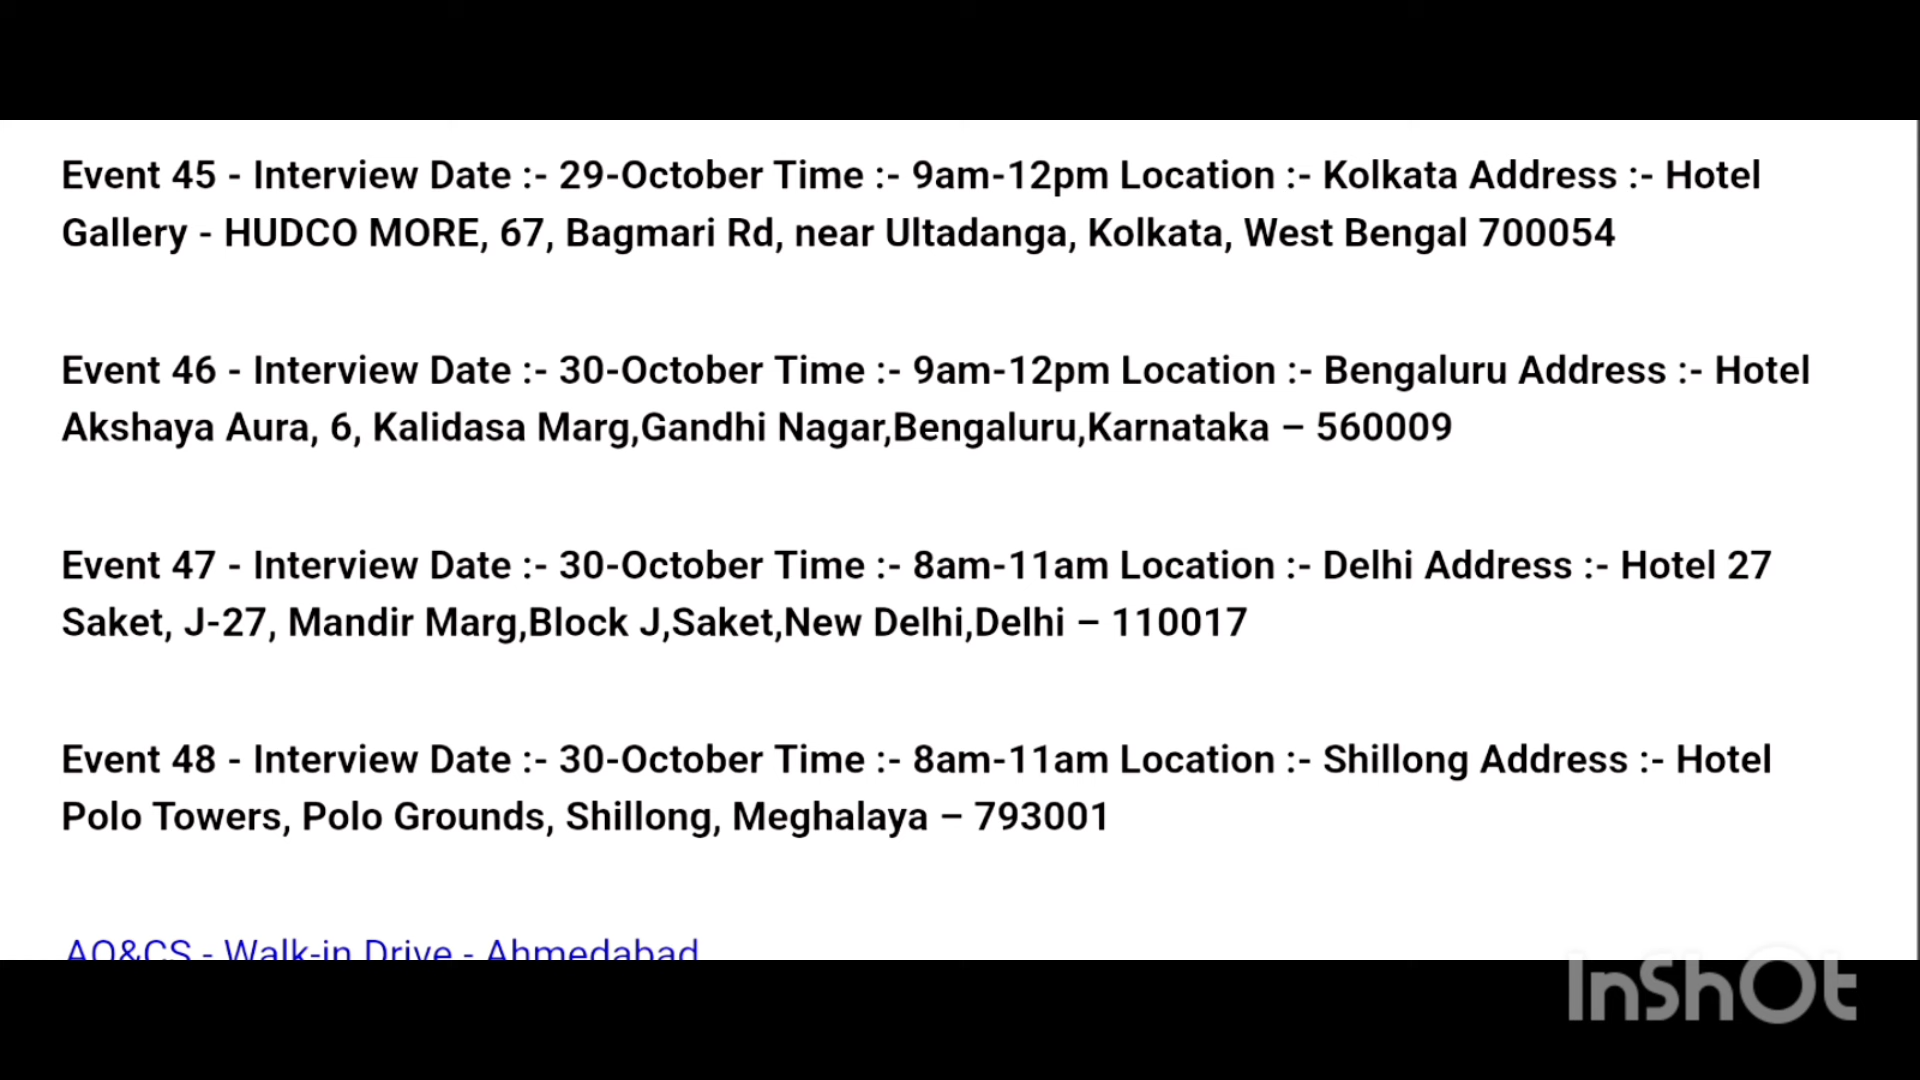 Event 45 - Interview Date :- 29-October Time :- 9am-12pm Location :- Kolkata Address :- Hotel
Gallery - HUDCO MORE, 67, Bagmari Rd, near Ultadanga, Kolkata, West Bengal 700054
Event 46 - Interview Date :- 30-October Time :- 9am-12pm Location :- Bengaluru Address :- Hotel
Akshaya Aura, 6, Kalidasa Marg,Gandhi Nagar,Bengaluru,Karnataka – 560009
Event 47 - Interview Date :- 30-October Time :- 8am-11am Location :- Delhi Address :- Hotel 27
Saket, J-27, Mandir Marg,Block J,Saket,New Delhi,Delhi – 110017
Event 48 - Interview Date :- 30-October Time :- 8am-11am Location :- Shillong Address :- Hotel
Polo Towers, Polo Grounds, Shillong, Meghalaya – 793001
AO&CS - Walk-in Drive - Ahmedabad
InShOt